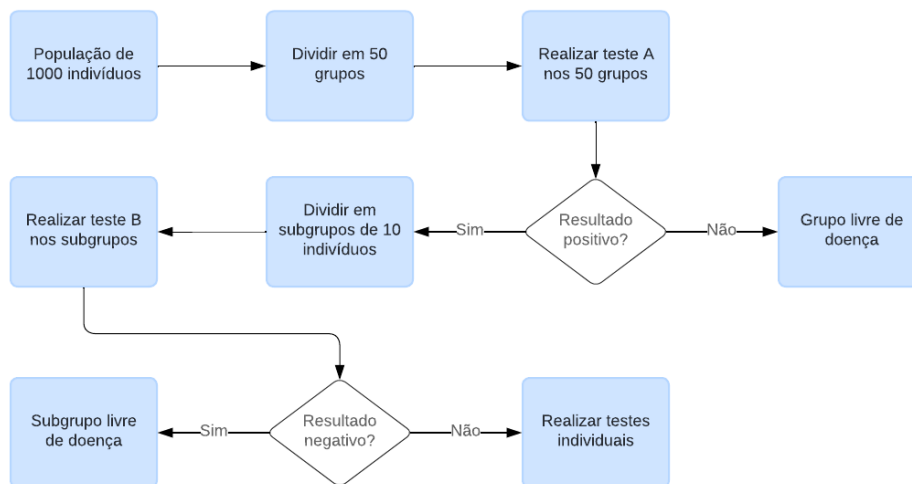 População de
1000 indivíduos
Dividir em 50
grupos
Realizar teste A
nos 50 grupos
Realizar teste B
nos subgrupos
Dividir em
subgrupos de 10
indivíduos
Sim
Resultado
positivo?
Não
Grupo livre de
doença
Subgrupo livre
de doença
Sim
Resultado
negativo?
Não
Realizar testes
individuais